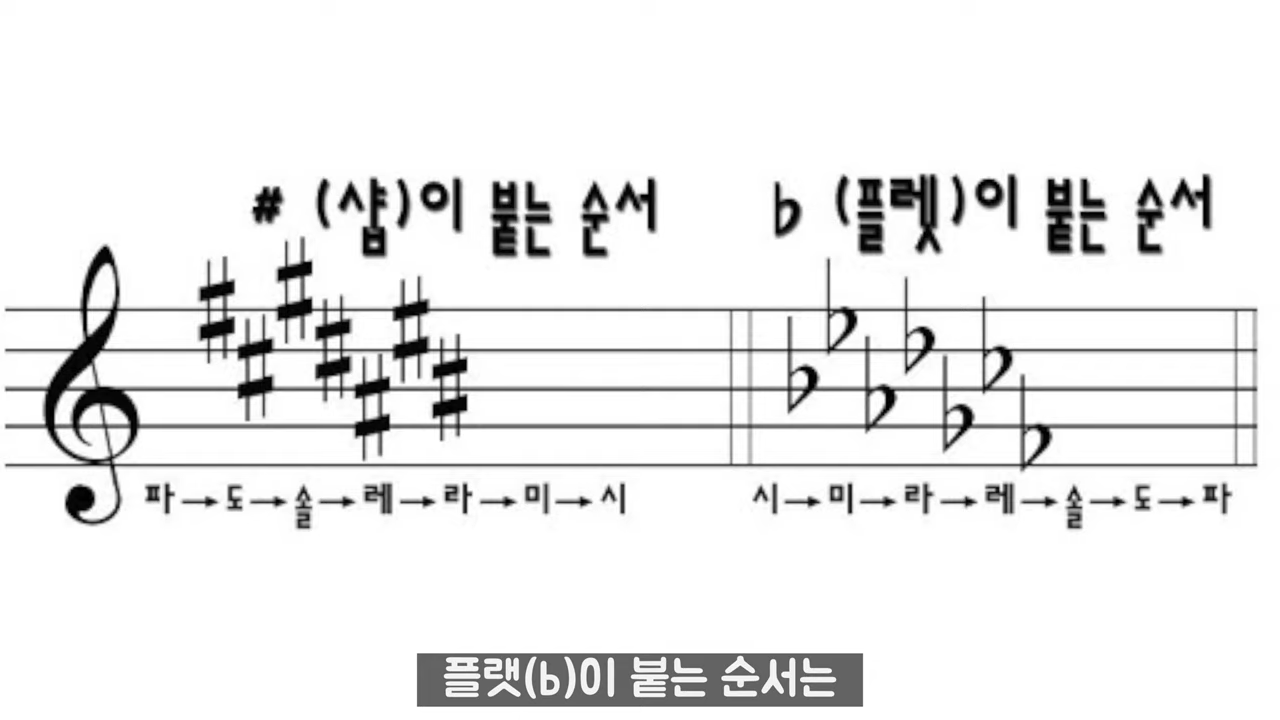 # (샵)이 붙는 순서
b (플렛)이 붙는 순서
파→도→솔→레→라→미→시
시→미→라→레→솔→도→파
플랫(b)이 붙는 순서는